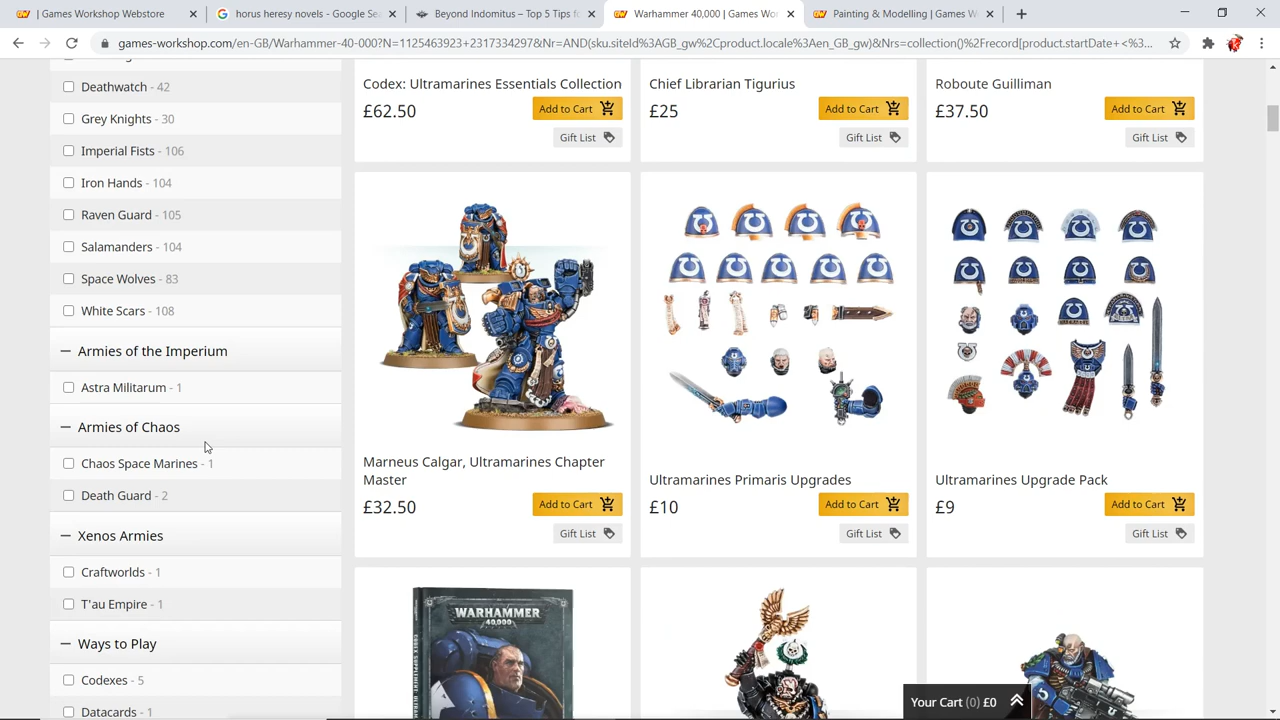 | Games Workshop Webstore
horus heresy novels - Google Se
Beyond Indomitus – Top 5 Tips fo
Warhammer 40,000 | Games Wor
Painting & Modelling | Games W
games-workshop.com/en-GB/Warhammer-40-000?N=1125463923+2317334297&Nr=AND(sku.siteId%3AGB_gw%2Cproduct.locale%3Aen_GB_gw)&Nrs=collection()%2Frecord[product.startDate+<%3...
Deathwatch - 42
Grey Knights - 30
Imperial Fists - 106
Iron Hands - 104
Raven Guard - 105
Salamanders - 104
Space Wolves - 83
White Scars - 108
Armies of the Imperium
Astra Militarum - 1
Armies of Chaos
Chaos Space Marines - 1
Death Guard - 2
Xenos Armies
Craftworlds - 1
T'au Empire - 1
Ways to Play
Codexes - 5
Datacards - 1
Codex: Ultramarines Essentials Collection
£62.50
Add to Cart
Gift List
Chief Librarian Tigurius
£25
Add to Cart
Gift List
Roboute Guilliman
£37.50
Add to Cart
Gift List
Marneus Calgar, Ultramarines Chapter
Master
£32.50
Add to Cart
Gift List
Ultramarines Primaris Upgrades
£10
Add to Cart
Gift List
Ultramarines Upgrade Pack
£9
Add to Cart
Gift List
WARHAMMER
40,000
Your Cart (0) £0